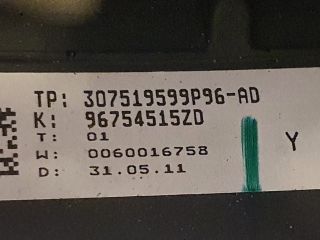 TP: 307519599P96-AD
K: 96754515ZD
T: 01
W: 0060016758
D: 31.05.11
Y